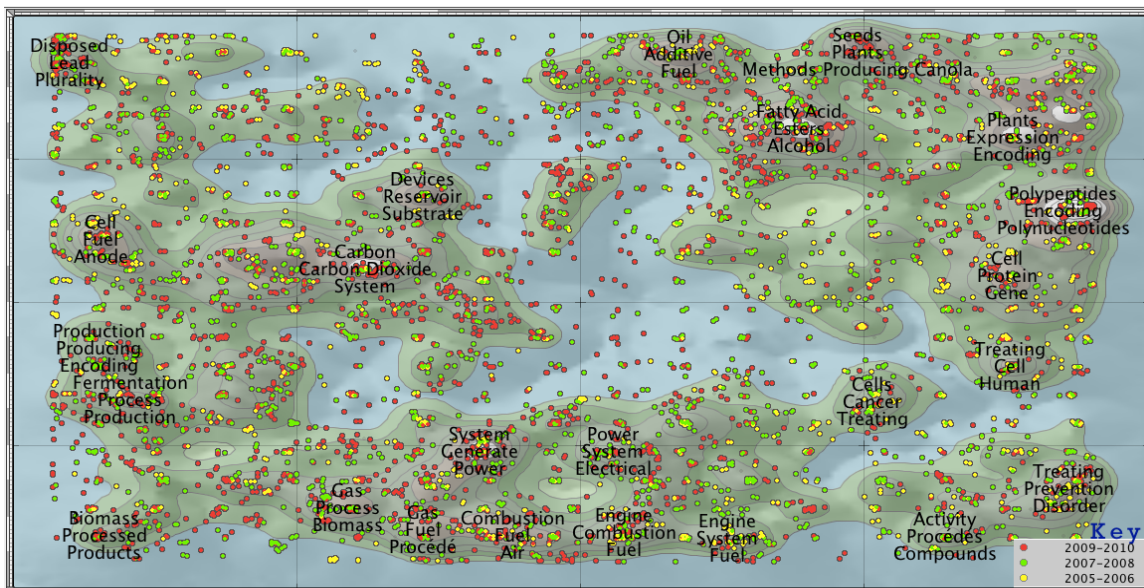 Disposed
Lead
Plurality
Oil
Additive
Fuel
Seeds
Plants
Methods Producing Canola
Fatty Acid
Esters
Alcohol
Plants
Expression
Encoding
Devices
Reservoir
Substrate
Polypeptides
Encoding
Polynucleotides
Cell
Fuel
Anode
Carbon
Carbon Dioxide
System
Cell
Protein
Gene
Production
Producing
Encoding
Fermentation
Process
Production
Treating
Cell
Human
Cells
Cancer
Treating
System
Generate
Power
Power
System
Electrical
Treating
Prevention
Disorder
Gas
Process
Biomass
Biomass
Processed
Products
Gas
Fuel
Procedé
Combustion
Fuel
Air
Engine
Combustion
Fuel
Engine
System
Fuel
Activity
Procedes
Compounds
Key
2009-2010
2007-2008
2005-2006